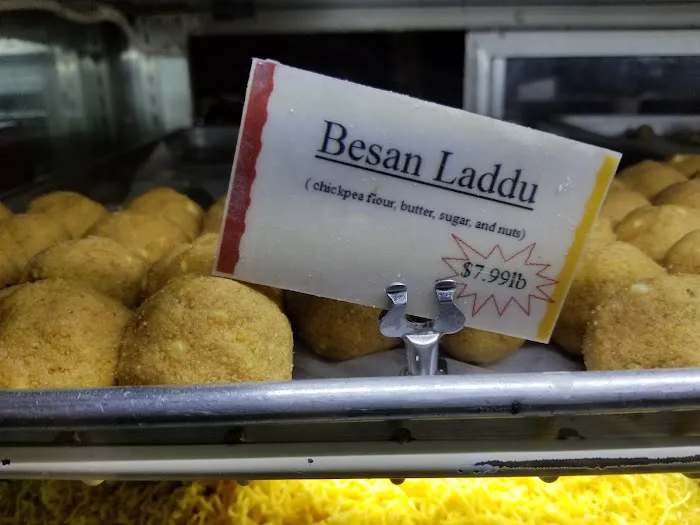 Besan Laddu
( chickpea flour, butter, sugar, and nuts)
$7.99lb